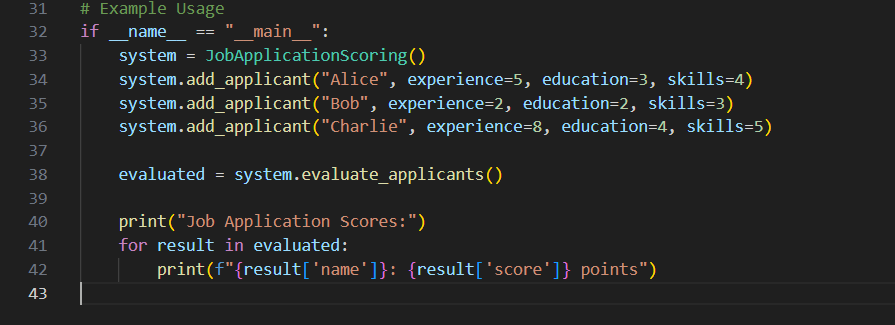 31 # Example Usage
32 if __name__ == "__main__":
33     system = JobApplicationScoring()
34     system.add_applicant("Alice", experience=5, education=3, skills=4)
35     system.add_applicant("Bob", experience=2, education=2, skills=3)
36     system.add_applicant("Charlie", experience=8, education=4, skills=5)
37
38     evaluated = system.evaluate_applicants()
39
40     print("Job Application Scores:")
41     for result in evaluated:
42         print(f"{result['name']}: {result['score']} points")
43